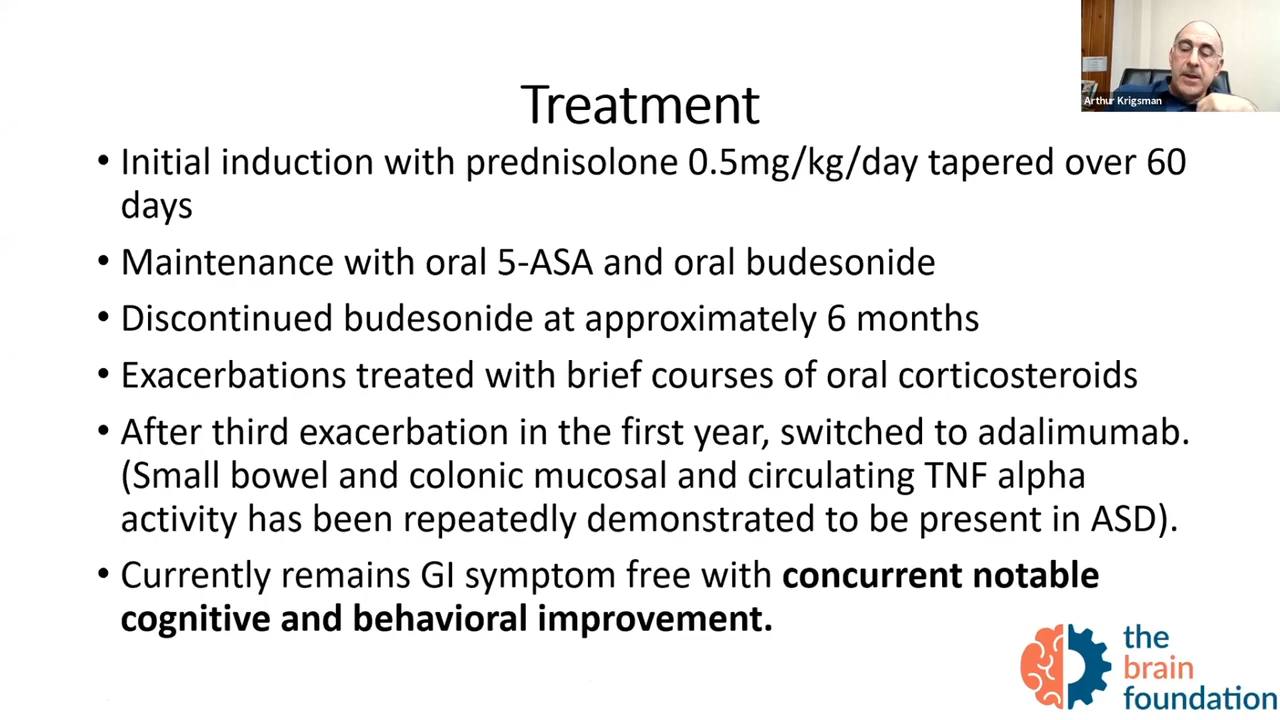 Arthur Krigsman
Treatment
• Initial induction with prednisolone 0.5mg/kg/day tapered over 60
days
• Maintenance with oral 5-ASA and oral budesonide
• Discontinued budesonide at approximately 6 months
• Exacerbations treated with brief courses of oral corticosteroids
• After third exacerbation in the first year, switched to adalimumab.
(Small bowel and colonic mucosal and circulating TNF alpha
activity has been repeatedly demonstrated to be present in ASD).
• Currently remains GI symptom free with concurrent notable
cognitive and behavioral improvement.
the
brain
foundation